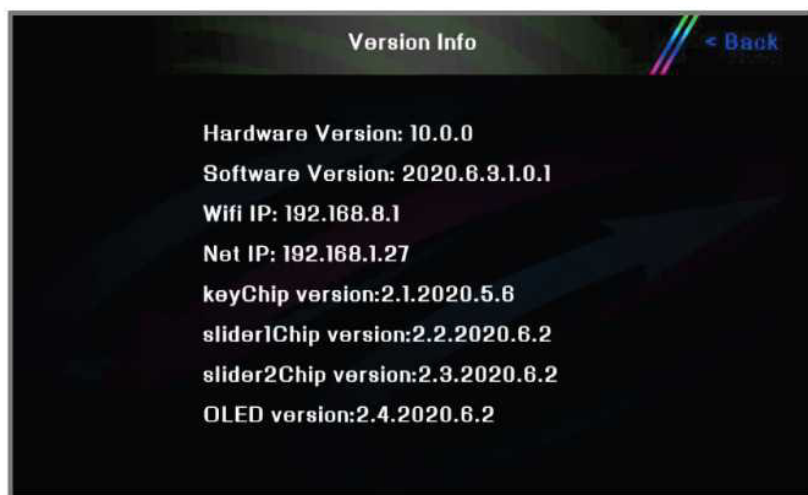 Version Info
< Back
Hardware Version: 10.0.0
Software Version: 2020.6.3.1.0.1
Wifi IP: 192.168.8.1
Net IP: 192.168.1.27
keyChip version:2.1.2020.5.6
slider1Chip version:2.2.2020.6.2
slider2Chip version:2.3.2020.6.2
OLED version:2.4.2020.6.2